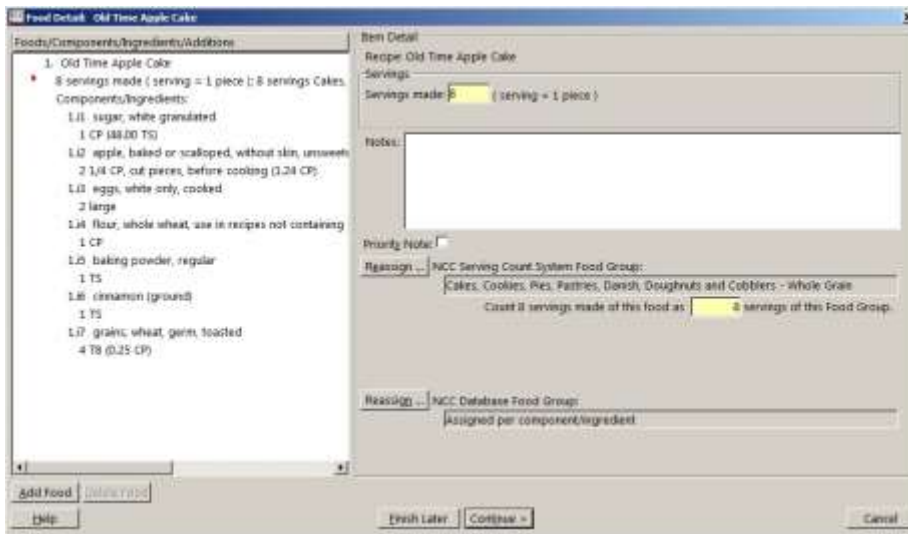 Food Detail: Old Time Apple Cake
Foods/Components/Ingredients/Additions
1. Old Time Apple Cake
* 8 servings made ( serving = 1 piece ); 8 servings Cakes,
Components/Ingredients:
1.i1 sugar, white granulated
1 CP (48.00 TS)
1.i2 apple, baked or scalloped, without skin, unsweet
2 1/4 CP, cut pieces, before cooking (1.24 CP)
1.i3 eggs, white only, cooked
2 large
1.i4 flour, whole wheat, use in recipes not containing
1 CP
1.i5 baking powder, regular
1 TS
1.i6 cinnamon (ground)
1 TS
1.i7 grains, wheat, germ, toasted
4 TB (0.25 CP)
Add Food
Delete Food
Help
Item Detail
Recipe: Old Time Apple Cake
Servings
Servings made: 8 ( serving = 1 piece )
Notes:
Priority Note:
Reassign ... NCC Serving Count System Food Group:
Cakes, Cookies, Pies, Pastries, Danish, Doughnuts and Cobblers - Whole Grain
Count 8 servings made of this food as 8 servings of this Food Group.
Reassign ... NCC Database Food Group:
Assigned per component/ingredient
Finish Later
Continue >
Cancel